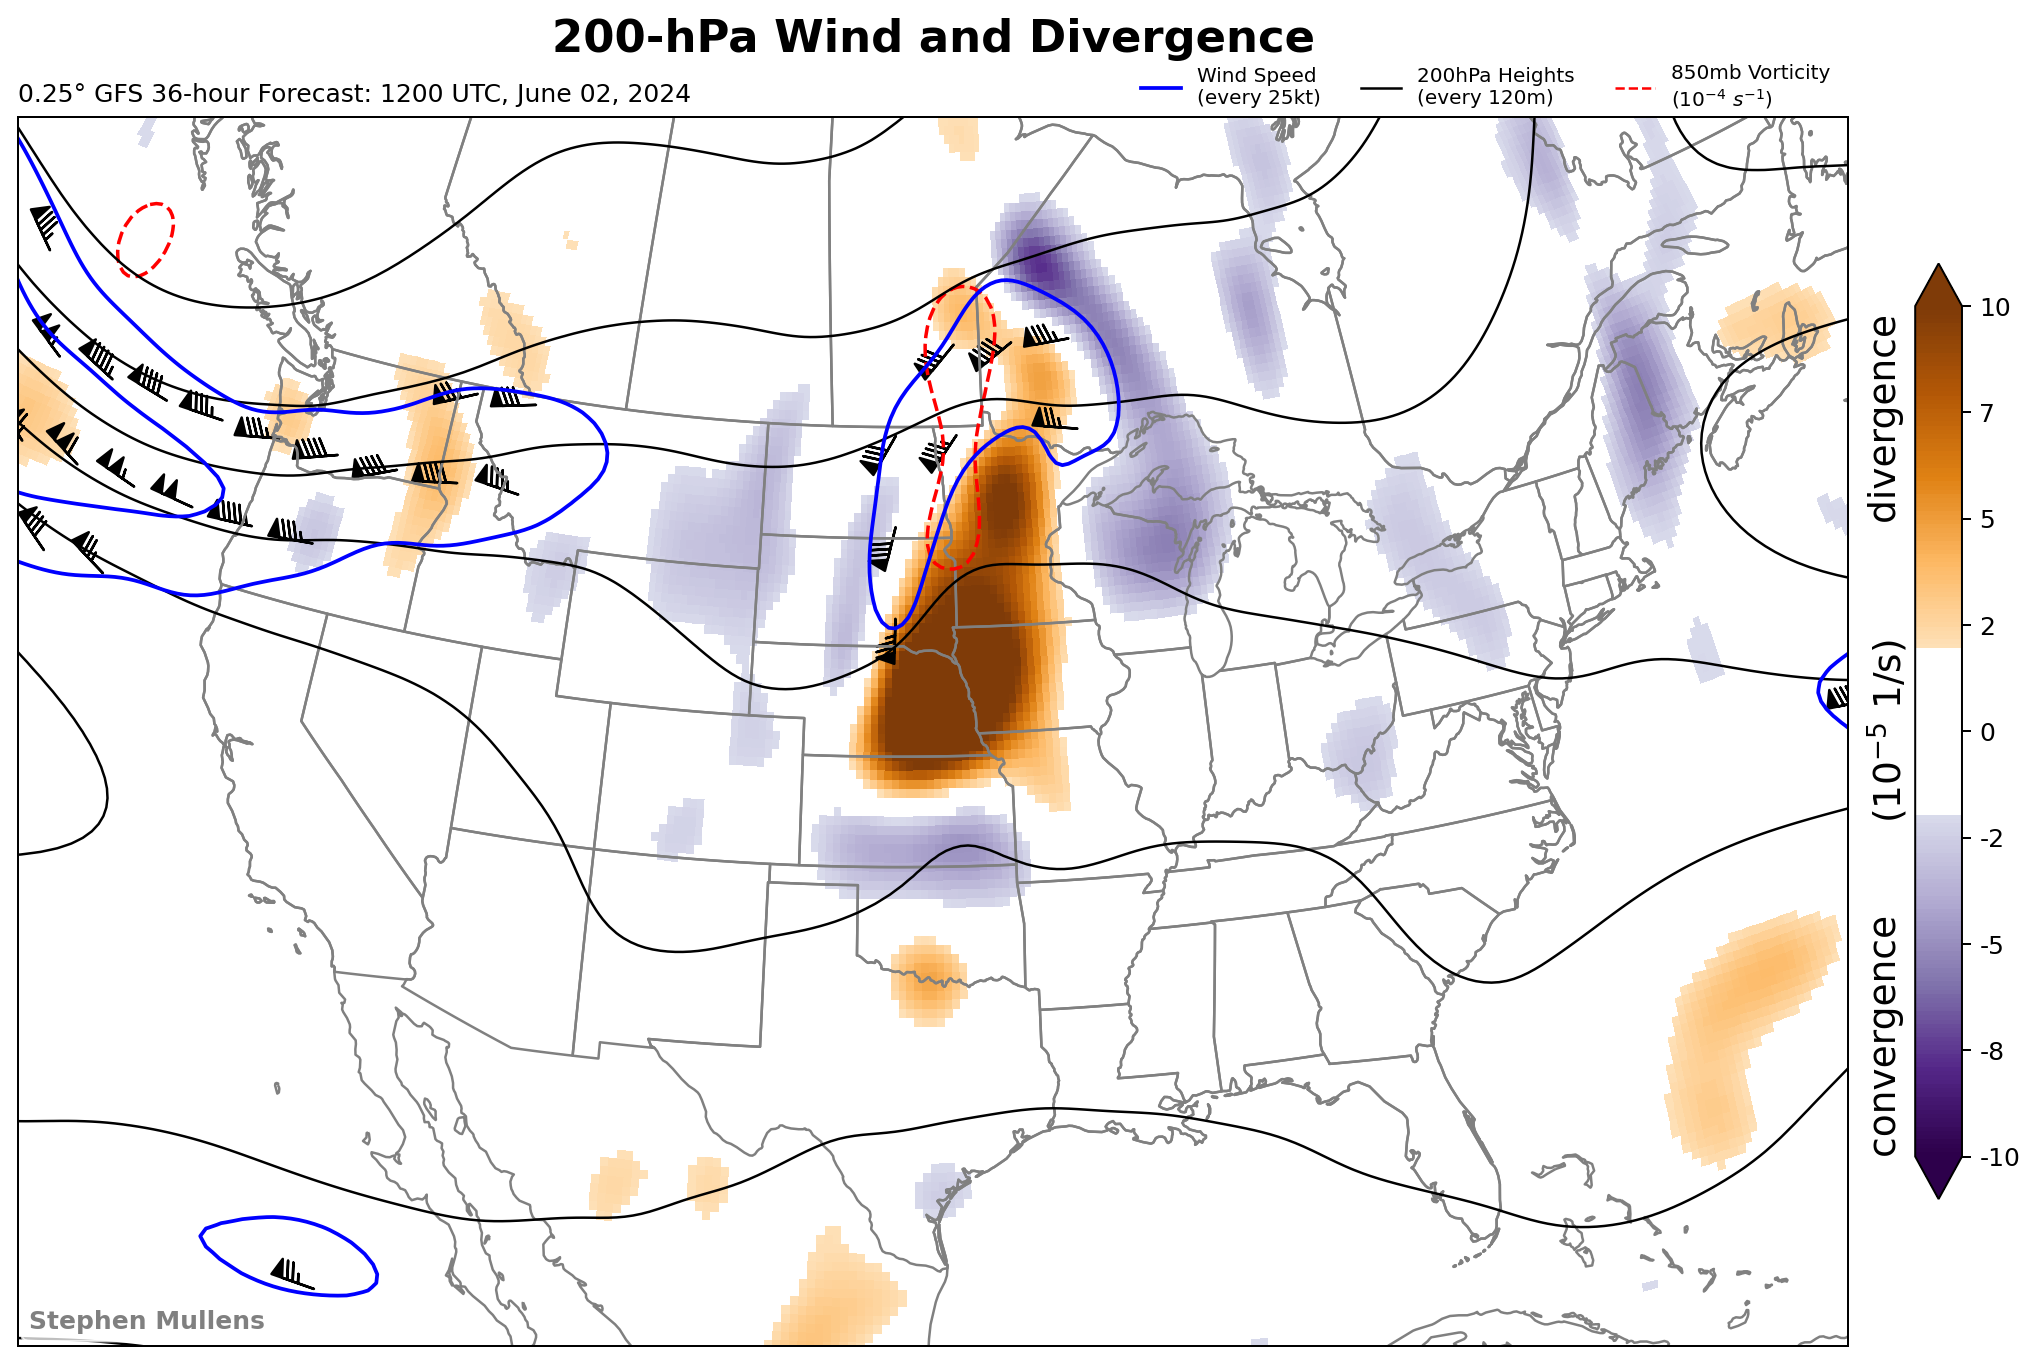 200-hPa Wind and Divergence
0.25° GFS 36-hour Forecast: 1200 UTC, June 02, 2024
Wind Speed
(every 25kt)
200hPa Heights
(every 120m)
850mb Vorticity
(10⁻⁴ s⁻¹)
10
7
5
2
0
-2
-5
-8
-10
convergence (10⁻⁵ 1/s) divergence
Stephen Mullens